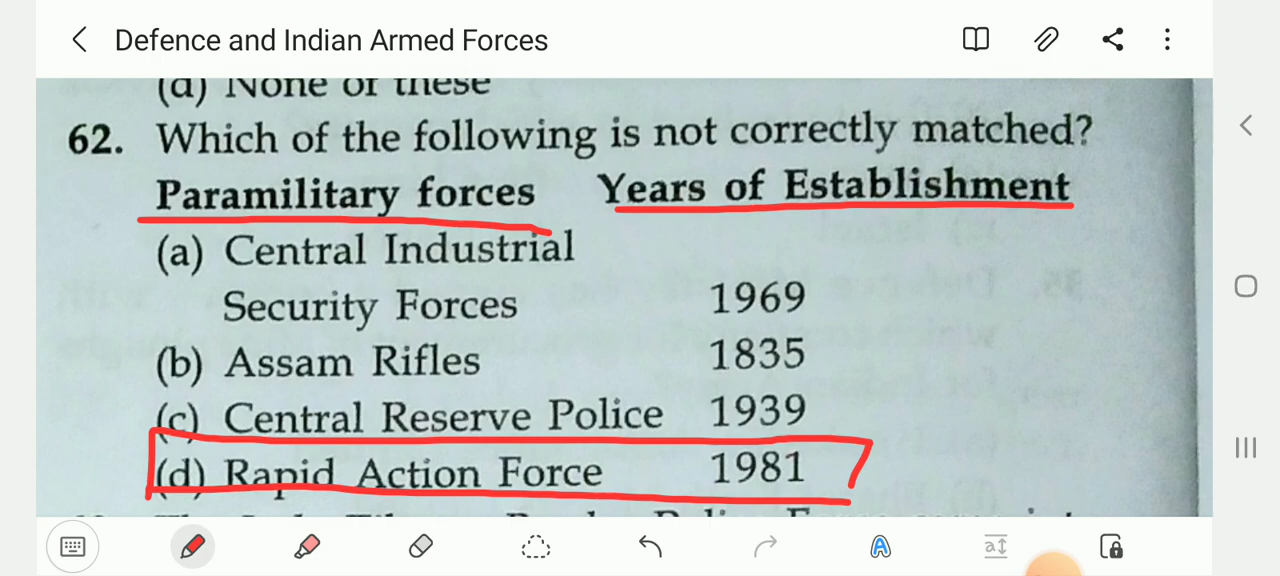 Defence and Indian Armed Forces
(d) None of these
62. Which of the following is not correctly matched?
Paramilitary forces Years of Establishment
(a) Central Industrial
Security Forces 1969
(b) Assam Rifles 1835
(c) Central Reserve Police 1939
(d) Rapid Action Force 1981